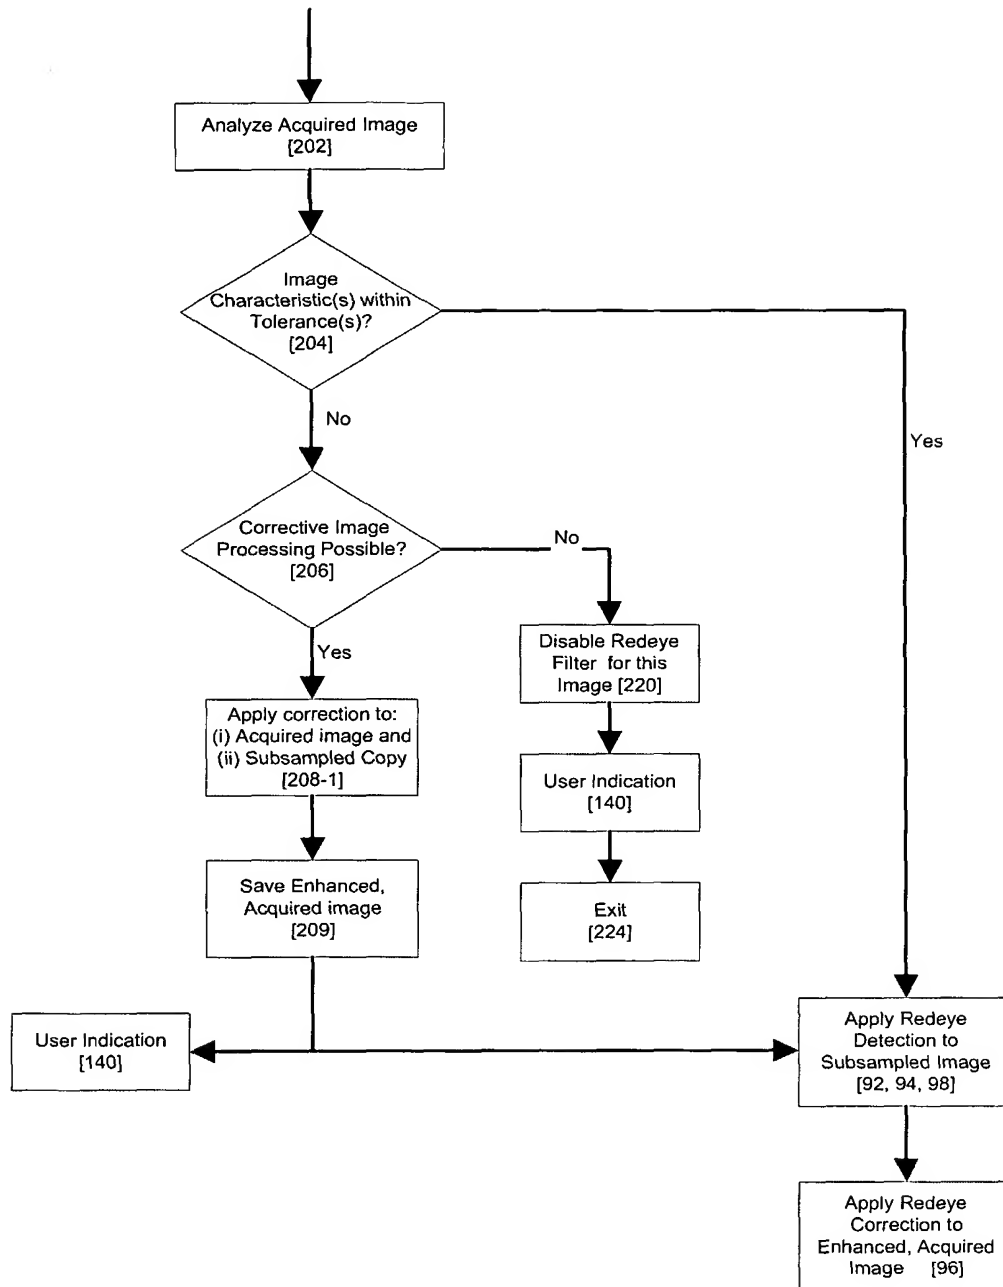 Analyze Acquired Image
[202]
Image
Characteristic(s) within
Tolerance(s)?
[204]
No
Yes
Corrective Image
Processing Possible?
[206]
No
Yes
Disable Redeye
Filter for this
Image [220]
Apply correction to:
(i) Acquired image and
(ii) Subsampled Copy
[208-1]
User Indication
[140]
Save Enhanced,
Acquired image
[209]
Exit
[224]
User Indication
[140]
Apply Redeye
Detection to
Subsampled Image
[92, 94, 98]
Apply Redeye
Correction to
Enhanced, Acquired
Image [96]